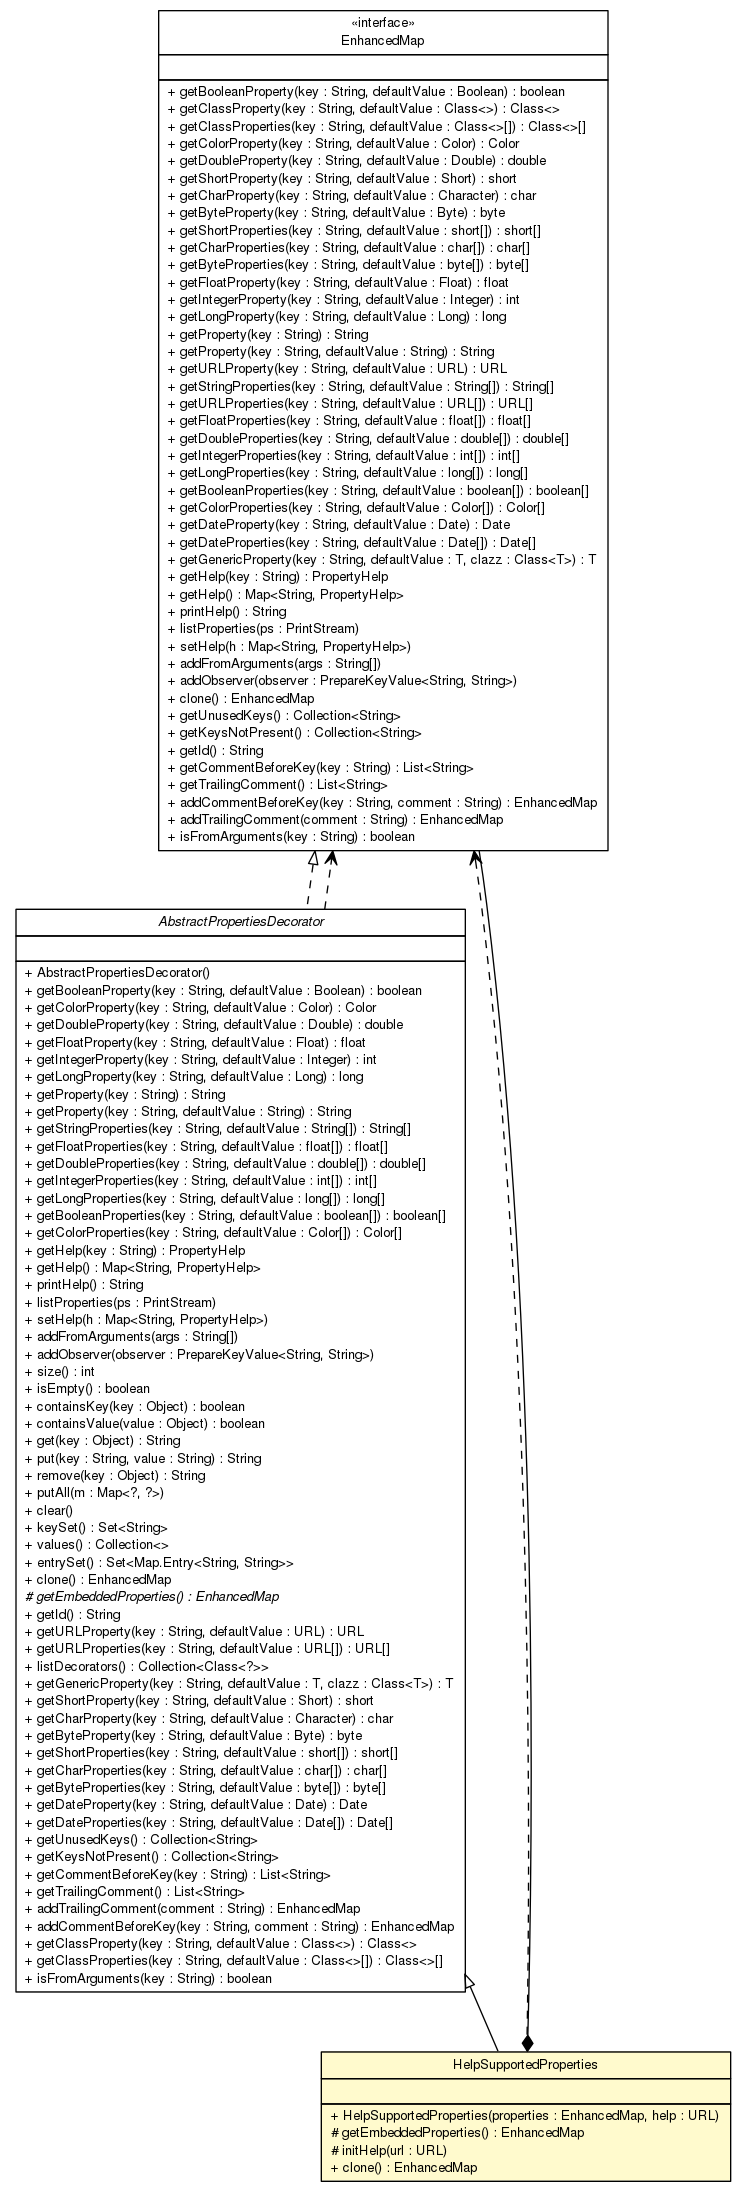 «interface»
EnhancedMap
+ getBooleanProperty(key : String, defaultValue : Boolean) : boolean
+ getClassProperty(key : String, defaultValue : Class<>) : Class<>
+ getClassProperties(key : String, defaultValue : Class<>[]) : Class<>[]
+ getColorProperty(key : String, defaultValue : Color) : Color
+ getDoubleProperty(key : String, defaultValue : Double) : double
+ getShortProperty(key : String, defaultValue : Short) : short
+ getCharProperty(key : String, defaultValue : Character) : char
+ getByteProperty(key : String, defaultValue : Byte) : byte
+ getShortProperties(key : String, defaultValue : short[]) : short[]
+ getCharProperties(key : String, defaultValue : char[]) : char[]
+ getByteProperties(key : String, defaultValue : byte[]) : byte[]
+ getFloatProperty(key : String, defaultValue : Float) : float
+ getIntegerProperty(key : String, defaultValue : Integer) : int
+ getLongProperty(key : String, defaultValue : Long) : long
+ getProperty(key : String) : String
+ getProperty(key : String, defaultValue : String) : String
+ getURLProperty(key : String, defaultValue : URL) : URL
+ getStringProperties(key : String, defaultValue : String[]) : String[]
+ getURLProperties(key : String, defaultValue : URL[]) : URL[]
+ getFloatProperties(key : String, defaultValue : float[]) : float[]
+ getDoubleProperties(key : String, defaultValue : double[]) : double[]
+ getIntegerProperties(key : String, defaultValue : int[]) : int[]
+ getLongProperties(key : String, defaultValue : long[]) : long[]
+ getBooleanProperties(key : String, defaultValue : boolean[]) : boolean[]
+ getColorProperties(key : String, defaultValue : Color[]) : Color[]
+ getDateProperty(key : String, defaultValue : Date) : Date
+ getDateProperties(key : String, defaultValue : Date[]) : Date[]
+ getGenericProperty(key : String, defaultValue : T, clazz : Class<T>) : T
+ getHelp(key : String) : PropertyHelp
+ getHelp() : Map<String, PropertyHelp>
+ printHelp() : String
+ listProperties(ps : PrintStream)
+ setHelp(h : Map<String, PropertyHelp>)
+ addFromArguments(args : String[])
+ addObserver(observer : PrepareKeyValue<String, String>)
+ clone() : EnhancedMap
+ getUnusedKeys() : Collection<String>
+ getKeysNotPresent() : Collection<String>
+ getId() : String
+ getCommentBeforeKey(key : String) : List<String>
+ getTrailingComment() : List<String>
+ addCommentBeforeKey(key : String, comment : String) : EnhancedMap
+ addTrailingComment(comment : String) : EnhancedMap
+ isFromArguments(key : String) : boolean
AbstractPropertiesDecorator
+ AbstractPropertiesDecorator()
+ getBooleanProperty(key : String, defaultValue : Boolean) : boolean
+ getColorProperty(key : String, defaultValue : Color) : Color
+ getDoubleProperty(key : String, defaultValue : Double) : double
+ getFloatProperty(key : String, defaultValue : Float) : float
+ getIntegerProperty(key : String, defaultValue : Integer) : int
+ getLongProperty(key : String, defaultValue : Long) : long
+ getProperty(key : String) : String
+ getProperty(key : String, defaultValue : String) : String
+ getStringProperties(key : String, defaultValue : String[]) : String[]
+ getFloatProperties(key : String, defaultValue : float[]) : float[]
+ getDoubleProperties(key : String, defaultValue : double[]) : double[]
+ getIntegerProperties(key : String, defaultValue : int[]) : int[]
+ getLongProperties(key : String, defaultValue : long[]) : long[]
+ getBooleanProperties(key : String, defaultValue : boolean[]) : boolean[]
+ getColorProperties(key : String, defaultValue : Color[]) : Color[]
+ getHelp(key : String) : PropertyHelp
+ getHelp() : Map<String, PropertyHelp>
+ printHelp() : String
+ listProperties(ps : PrintStream)
+ setHelp(h : Map<String, PropertyHelp>)
+ addFromArguments(args : String[])
+ addObserver(observer : PrepareKeyValue<String, String>)
+ size() : int
+ isEmpty() : boolean
+ containsKey(key : Object) : boolean
+ containsValue(value : Object) : boolean
+ get(key : Object) : String
+ put(key : String, value : String) : String
+ remove(key : Object) : String
+ putAll(m : Map<?, ?>)
+ clear()
+ keySet() : Set<String>
+ values() : Collection<>
+ entrySet() : Set<Map.Entry<String, String>>
+ clone() : EnhancedMap
# getEmbeddedProperties() : EnhancedMap
+ getId() : String
+ getURLProperty(key : String, defaultValue : URL) : URL
+ getURLProperties(key : String, defaultValue : URL[]) : URL[]
+ listDecorators() : Collection<Class<?>>
+ getGenericProperty(key : String, defaultValue : T, clazz : Class<T>) : T
+ getShortProperty(key : String, defaultValue : Short) : short
+ getCharProperty(key : String, defaultValue : Character) : char
+ getByteProperty(key : String, defaultValue : Byte) : byte
+ getShortProperties(key : String, defaultValue : short[]) : short[]
+ getCharProperties(key : String, defaultValue : char[]) : char[]
+ getByteProperties(key : String, defaultValue : byte[]) : byte[]
+ getDateProperty(key : String, defaultValue : Date) : Date
+ getDateProperties(key : String, defaultValue : Date[]) : Date[]
+ getUnusedKeys() : Collection<String>
+ getKeysNotPresent() : Collection<String>
+ getCommentBeforeKey(key : String) : List<String>
+ getTrailingComment() : List<String>
+ addTrailingComment(comment : String) : EnhancedMap
+ addCommentBeforeKey(key : String, comment : String) : EnhancedMap
+ getClassProperty(key : String, defaultValue : Class<>) : Class<>
+ getClassProperties(key : String, defaultValue : Class<>[]) : Class<>[]
+ isFromArguments(key : String) : boolean
HelpSupportedProperties
+ HelpSupportedProperties(properties : EnhancedMap, help : URL)
# getEmbeddedProperties() : EnhancedMap
# initHelp(url : URL)
+ clone() : EnhancedMap